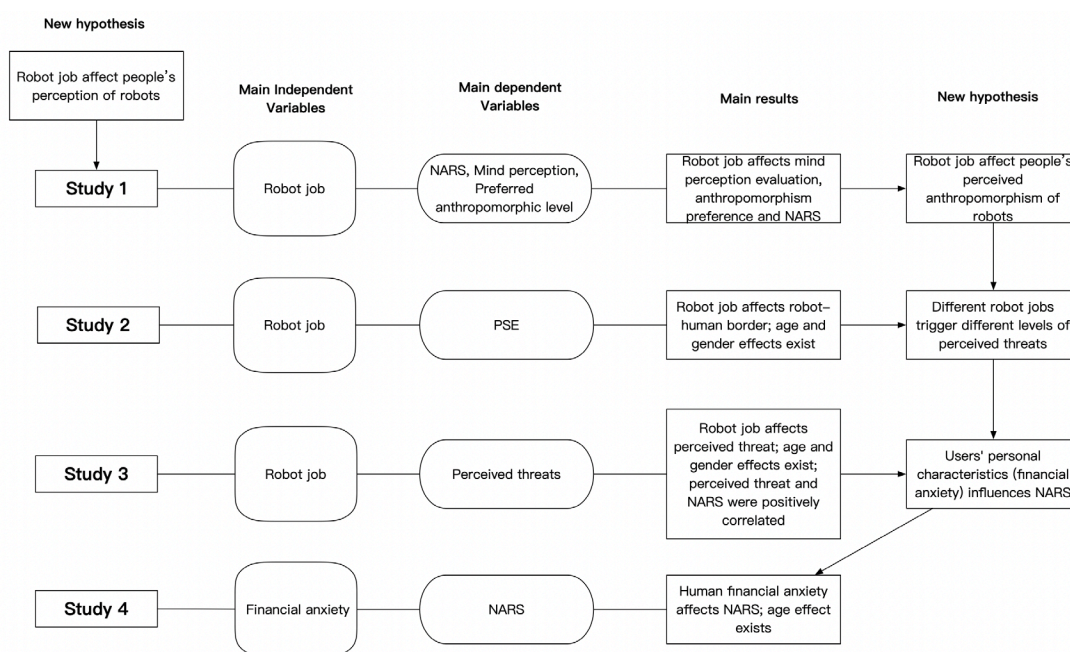 New hypothesis
Robot job affect people's
perception of robots
Main Independent
Variables
Main dependent
Variables
Main results
New hypothesis
Study 1
Robot job
NARS, Mind perception,
Preferred
anthropomorphic level
Robot job affects mind
perception evaluation,
anthropomorphism
preference and NARS
Robot job affect people's
perceived
anthropomorphism of
robots
Study 2
Robot job
PSE
Robot job affects robot-
human border; age and
gender effects exist
Different robot jobs
trigger different levels of
perceived threats
Study 3
Robot job
Perceived threats
Robot job affects
perceived threat; age and
gender effects exist;
perceived threat and
NARS were positively
correlated
Users' personal
characteristics (financial
anxiety) influences NARS
Study 4
Financial anxiety
NARS
Human financial anxiety
affects NARS; age effect
exists